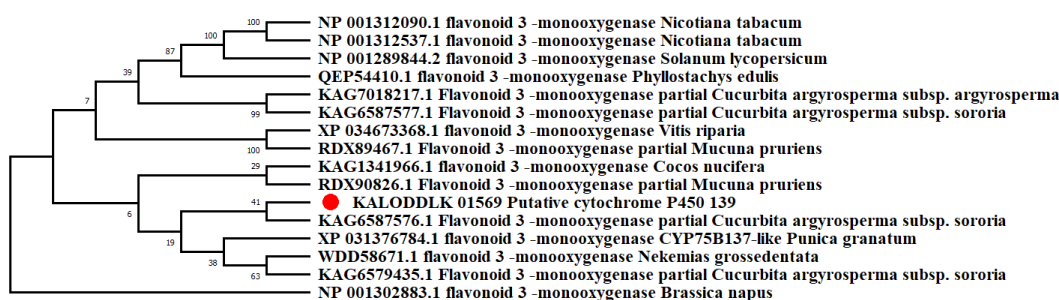 100 NP 001312090.1 flavonoid 3 -monooxygenase Nicotiana tabacum
100 NP 001312537.1 flavonoid 3 -monooxygenase Nicotiana tabacum
87 NP 001289844.2 flavonoid 3 -monooxygenase Solanum lycopersicum
39 QEP54410.1 flavonoid 3 -monooxygenase Phyllostachys edulis
7 KAG7018217.1 Flavonoid 3 -monooxygenase partial Cucurbita argyrosperma subsp. argyrosperma
99 KAG6587577.1 Flavonoid 3 -monooxygenase partial Cucurbita argyrosperma subsp. sororia
XP 034673368.1 flavonoid 3 -monooxygenase Vitis riparia
100 RDX89467.1 Flavonoid 3 -monooxygenase partial Mucuna pruriens
29 KAG1341966.1 flavonoid 3 -monooxygenase Cocos nucifera
RDX90826.1 Flavonoid 3 -monooxygenase partial Mucuna pruriens
41 KALODDLK 01569 Putative cytochrome P450 139
6 KAG6587576.1 Flavonoid 3 -monooxygenase partial Cucurbita argyrosperma subsp. sororia
19 XP 031376784.1 flavonoid 3 -monooxygenase CYP75B137-like Punica granatum
38 WDD58671.1 flavonoid 3 -monooxygenase Nekemias grossedentata
63 KAG6579435.1 Flavonoid 3 -monooxygenase partial Cucurbita argyrosperma subsp. sororia
NP 001302883.1 flavonoid 3 -monooxygenase Brassica napus